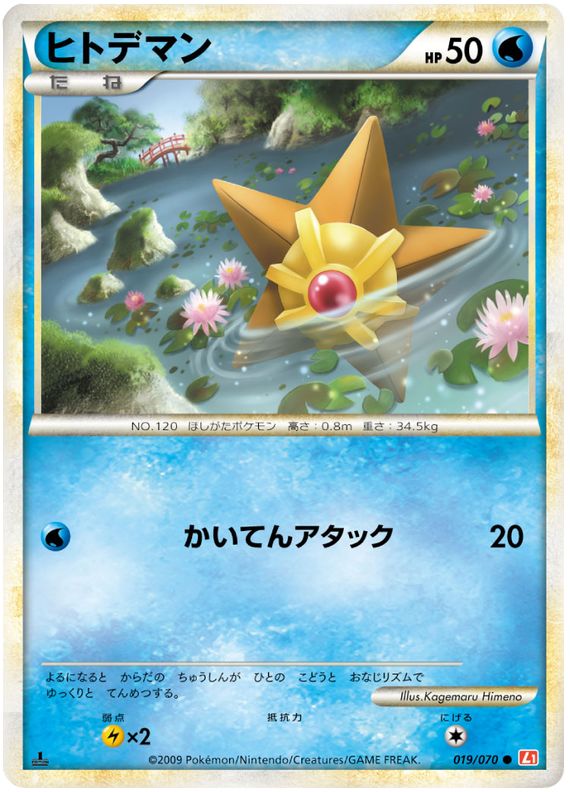 ヒトデマン
HP 50
たね
NO.120 ほしがたポケモン 高さ：0.8m 重さ：34.5kg
かいてんアタック 20
よるになると からだの ちゅうしんが ひとの こどうと おなじリズムで
ゆっくりと てんめつする。
Illus.Kagemaru Himeno
弱点 抵抗力 にげる
×2
1
©2009 Pokémon/Nintendo/Creatures/GAME FREAK.
019/070 ● L1